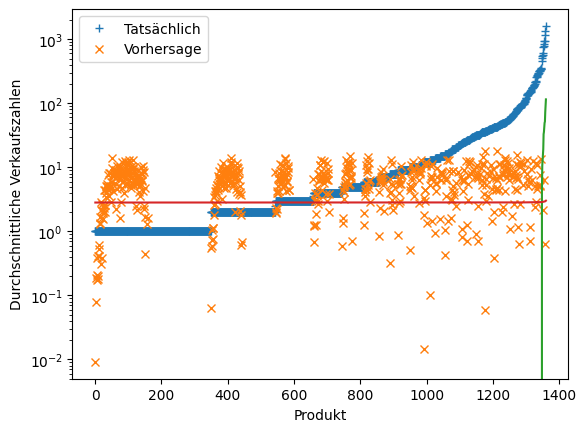 Tatsächlich
Vorhersage
Durchschnittliche Verkaufszahlen
10³
10²
10¹
10⁰
10⁻¹
10⁻²
0 200 400 600 800 1000 1200 1400
Produkt